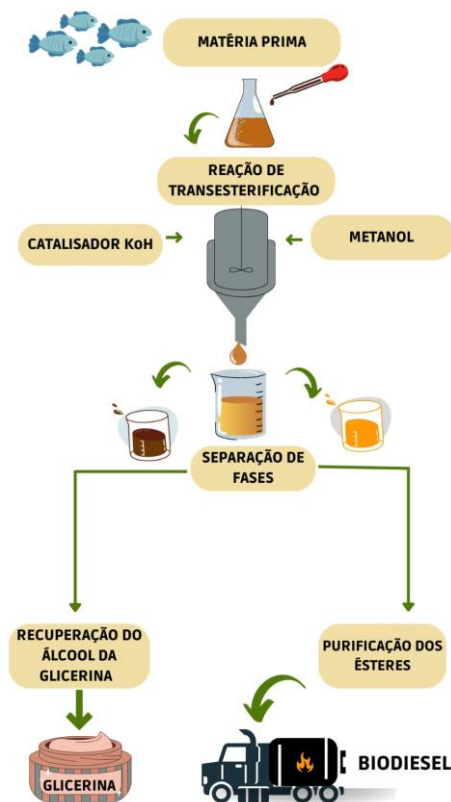 MATÉRIA PRIMA
REAÇÃO DE
TRANSESTERIFICAÇÃO
CATALISADOR KoH
METANOL
SEPARAÇÃO DE
FASES
RECUPERAÇÃO DO
ÁLCOOL DA
GLICERINA
PURIFICAÇÃO DOS
ÉSTERES
GLICERINA
BIODIESEL